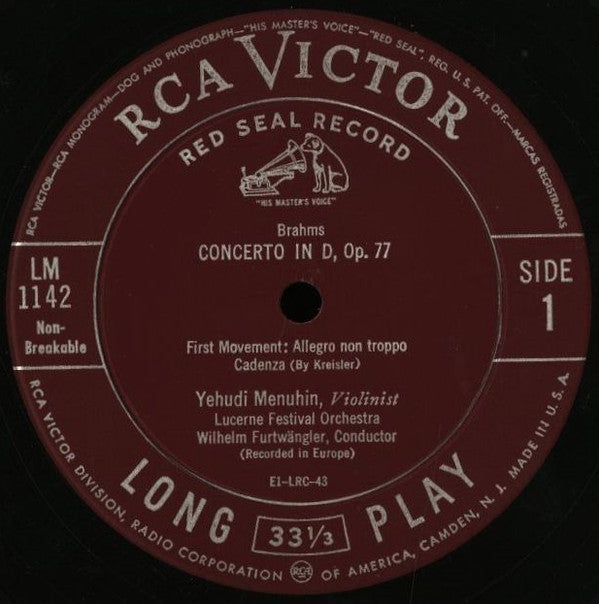 RCA VICTOR—RCA MONOGRAM—DOG AND PHONOGRAPH—"HIS MASTER'S VOICE"—"RED SEAL", REG. U. S. PAT. OFF.—MARCAS REGISTRADAS
RCA VICTOR
RED SEAL RECORD
"HIS MASTER'S VOICE"
Brahms
CONCERTO IN D, Op. 77
LM
1142
Non-
Breakable
SIDE
1
First Movement: Allegro non troppo
Cadenza (By Kreisler)
Yehudi Menuhin, Violinist
Lucerne Festival Orchestra
Wilhelm Furtwängler, Conductor
(Recorded in Europe)
E1-LRC-43
LONG 33 1/3 PLAY
RCA VICTOR DIVISION, RADIO CORPORATION RCA OF AMERICA, CAMDEN, N. J. MADE IN U.S.A.